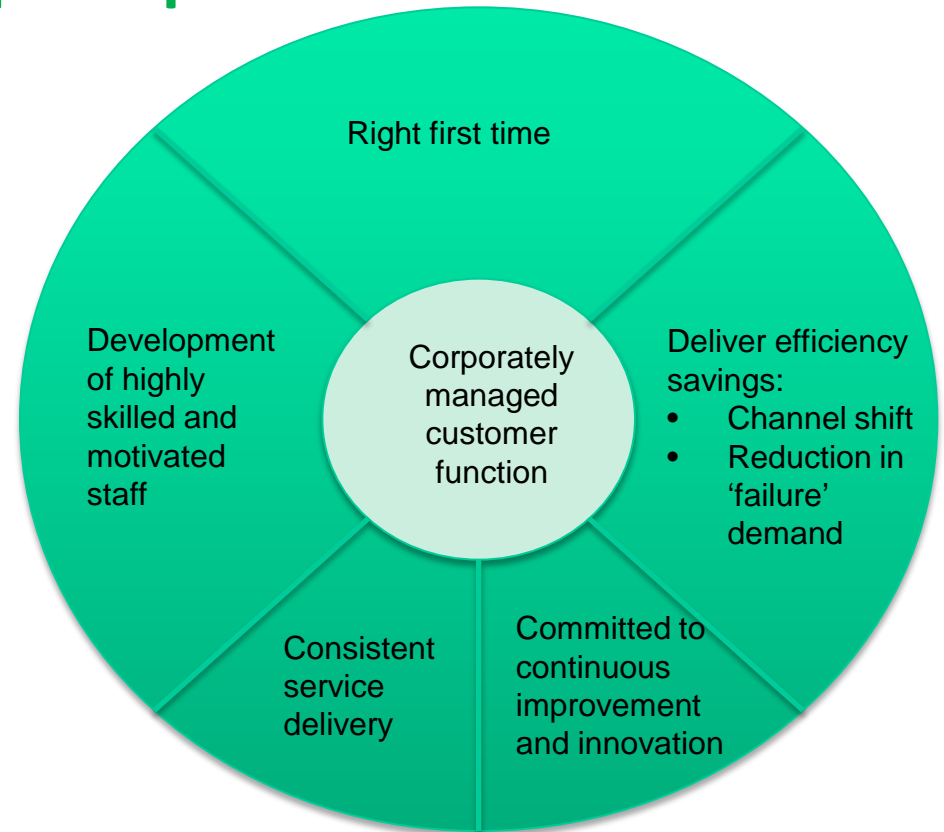 Right first time
Development
of highly
skilled and
motivated
staff
Corporately
managed
customer
function
Deliver efficiency
savings:
• Channel shift
• Reduction in
‘failure’
demand
Consistent
service
delivery
Committed to
continuous
improvement
and innovation